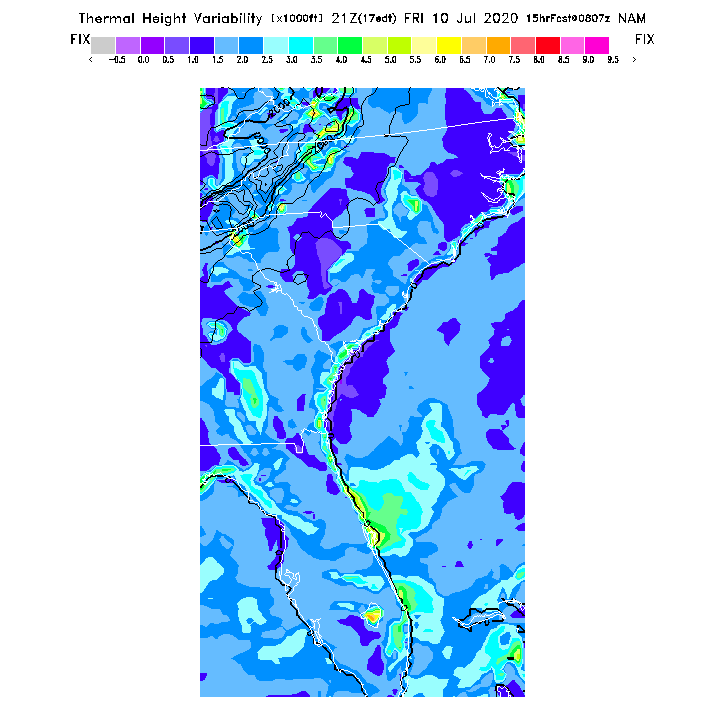 Thermal Height Variability [x1000ft] 21Z(17edt) FRI 10 Jul 2020 15hrFcst@0807z NAM
FIX FIX
< -0.5 0.0 0.5 1.0 1.5 2.0 2.5 3.0 3.5 4.0 4.5 5.0 5.5 6.0 6.5 7.0 7.5 8.0 8.5 9.0 9.5 >